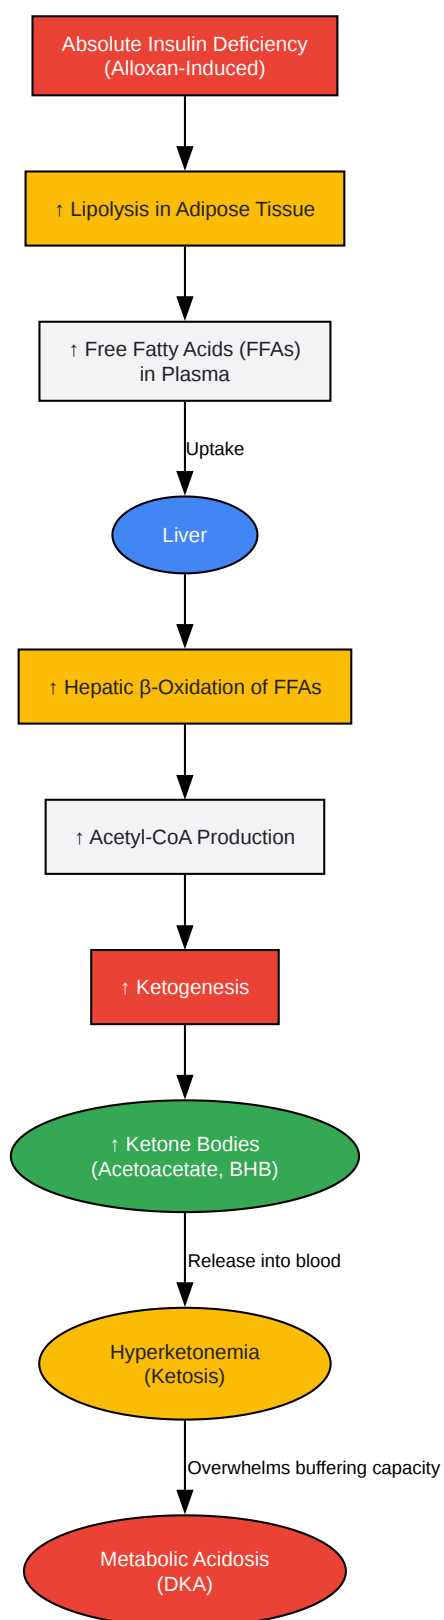 Absolute Insulin Deficiency
(Alloxan-Induced)
↑ Lipolysis in Adipose Tissue
↑ Free Fatty Acids (FFAs)
in Plasma
Uptake
Liver
↑ Hepatic β-Oxidation of FFAs
↑ Acetyl-CoA Production
↑ Ketogenesis
↑ Ketone Bodies
(Acetoacetate, BHB)
Release into blood
Hyperketonemia
(Ketosis)
Overwhelms buffering capacity
Metabolic Acidosis
(DKA)